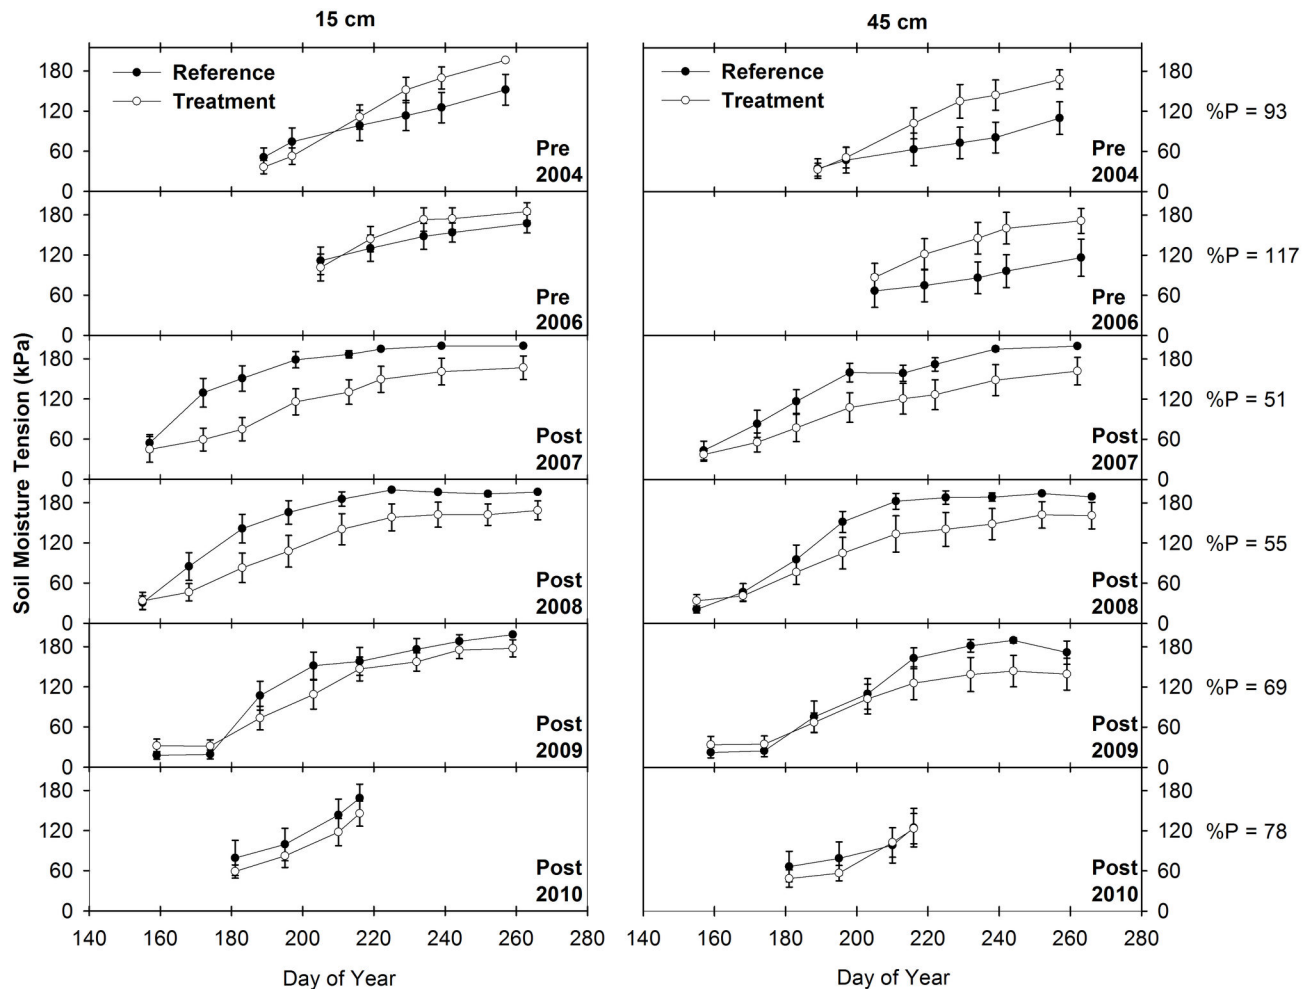 15 cm
45 cm
Soil Moisture Tension (kPa)
180
120
60
0
Reference
Treatment
Pre
2004
Reference
Treatment
Pre
2004
180
120
60
0
%P = 93
180
120
60
0
Pre
2006
Pre
2006
180
120
60
0
%P = 117
180
120
60
0
Post
2007
Post
2007
180
120
60
0
%P = 51
180
120
60
0
Post
2008
Post
2008
180
120
60
0
%P = 55
180
120
60
0
Post
2009
Post
2009
180
120
60
0
%P = 69
180
120
60
0
Post
2010
Post
2010
180
120
60
0
%P = 78
140 160 180 200 220 240 260 280
140 160 180 200 220 240 260 280
Day of Year
Day of Year